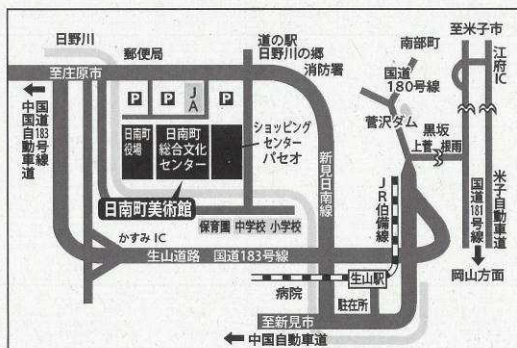 日野川
郵便局
道の駅
日野川の郷
消防署
南部町
至米子市
江府IC
国道
180号線
菅沢ダム
黒坂
上菅 根雨
至庄原市
国道183号線
中国自動車道
P
P
JA
P
日南町
役場
日南町
総合文化
センター
ショッピング
センター
パセオ
日南町美術館
保育園 中学校 小学校
新見日南線
JR伯備線
国道181号線
米子自動車道
岡山方面
かすみIC
生山道路 国道183号線
病院
生山駅
駐在所
至新見市
中国自動車道